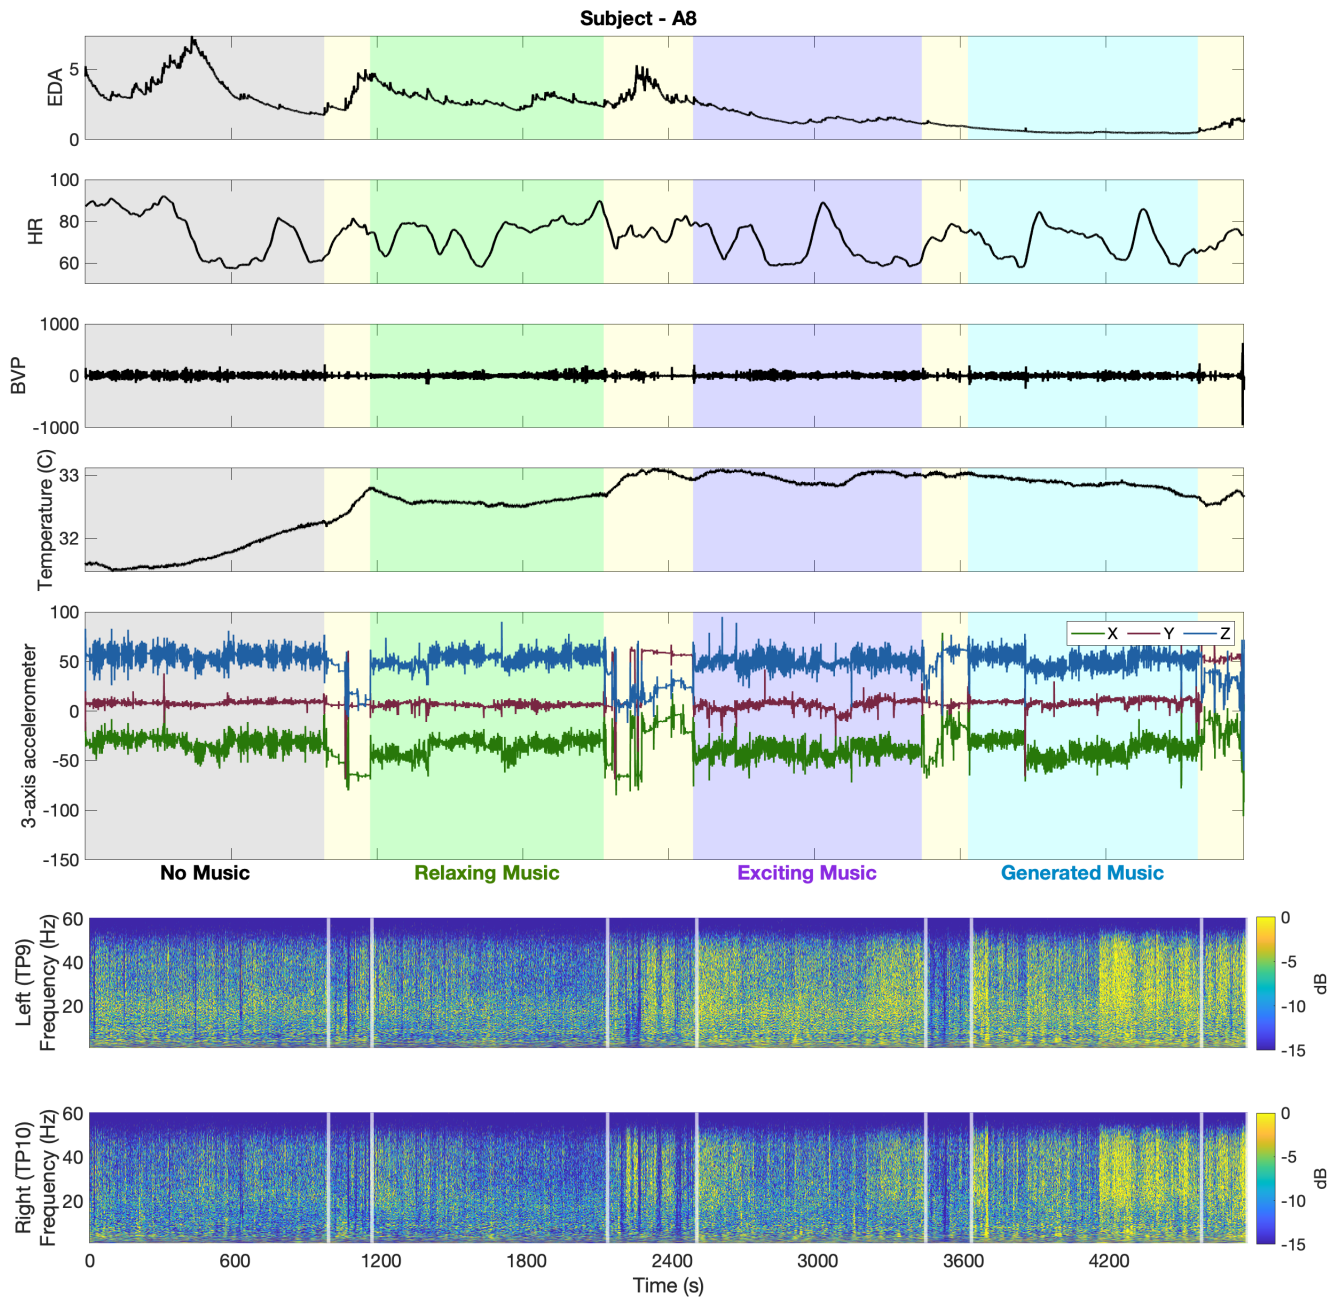 Subject - A8
EDA
5
0
HR
100
80
60
BVP
1000
0
-1000
Temperature (C)
33
32
3-axis accelerometer
100
50
0
-50
-100
-150
X Y Z
No Music Relaxing Music Exciting Music Generated Music
Left (TP9)
Frequency (Hz)
60
40
20
0
-5
-10
-15
dB
Right (TP10)
Frequency (Hz)
60
40
20
0
-5
-10
-15
dB
0 600 1200 1800 2400 3000 3600 4200
Time (s)